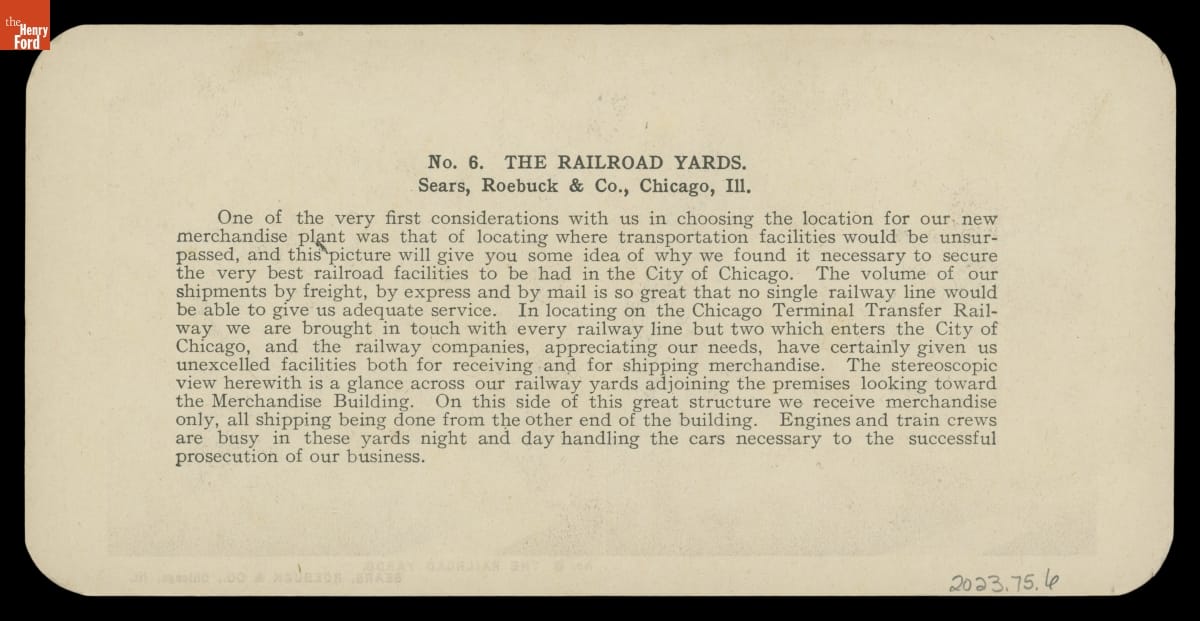 the
Henry
Ford
No. 6. THE RAILROAD YARDS.
Sears, Roebuck & Co., Chicago, Ill.
One of the very first considerations with us in choosing the location for our new
merchandise plant was that of locating where transportation facilities would be unsur-
passed, and this picture will give you some idea of why we found it necessary to secure
the very best railroad facilities to be had in the City of Chicago. The volume of our
shipments by freight, by express and by mail is so great that no single railway line would
be able to give us adequate service. In locating on the Chicago Terminal Transfer Rail-
way we are brought in touch with every railway line but two which enters the City of
Chicago, and the railway companies, appreciating our needs, have certainly given us
unexcelled facilities both for receiving and for shipping merchandise. The stereoscopic
view herewith is a glance across our railway yards adjoining the premises looking toward
the Merchandise Building. On this side of this great structure we receive merchandise
only, all shipping being done from the other end of the building. Engines and train crews
are busy in these yards night and day handling the cars necessary to the successful
prosecution of our business.
No 6 THE RAILROAD YARDS
SEARS, ROEBUCK & CO., Chicago, Ill.
2023.75.6